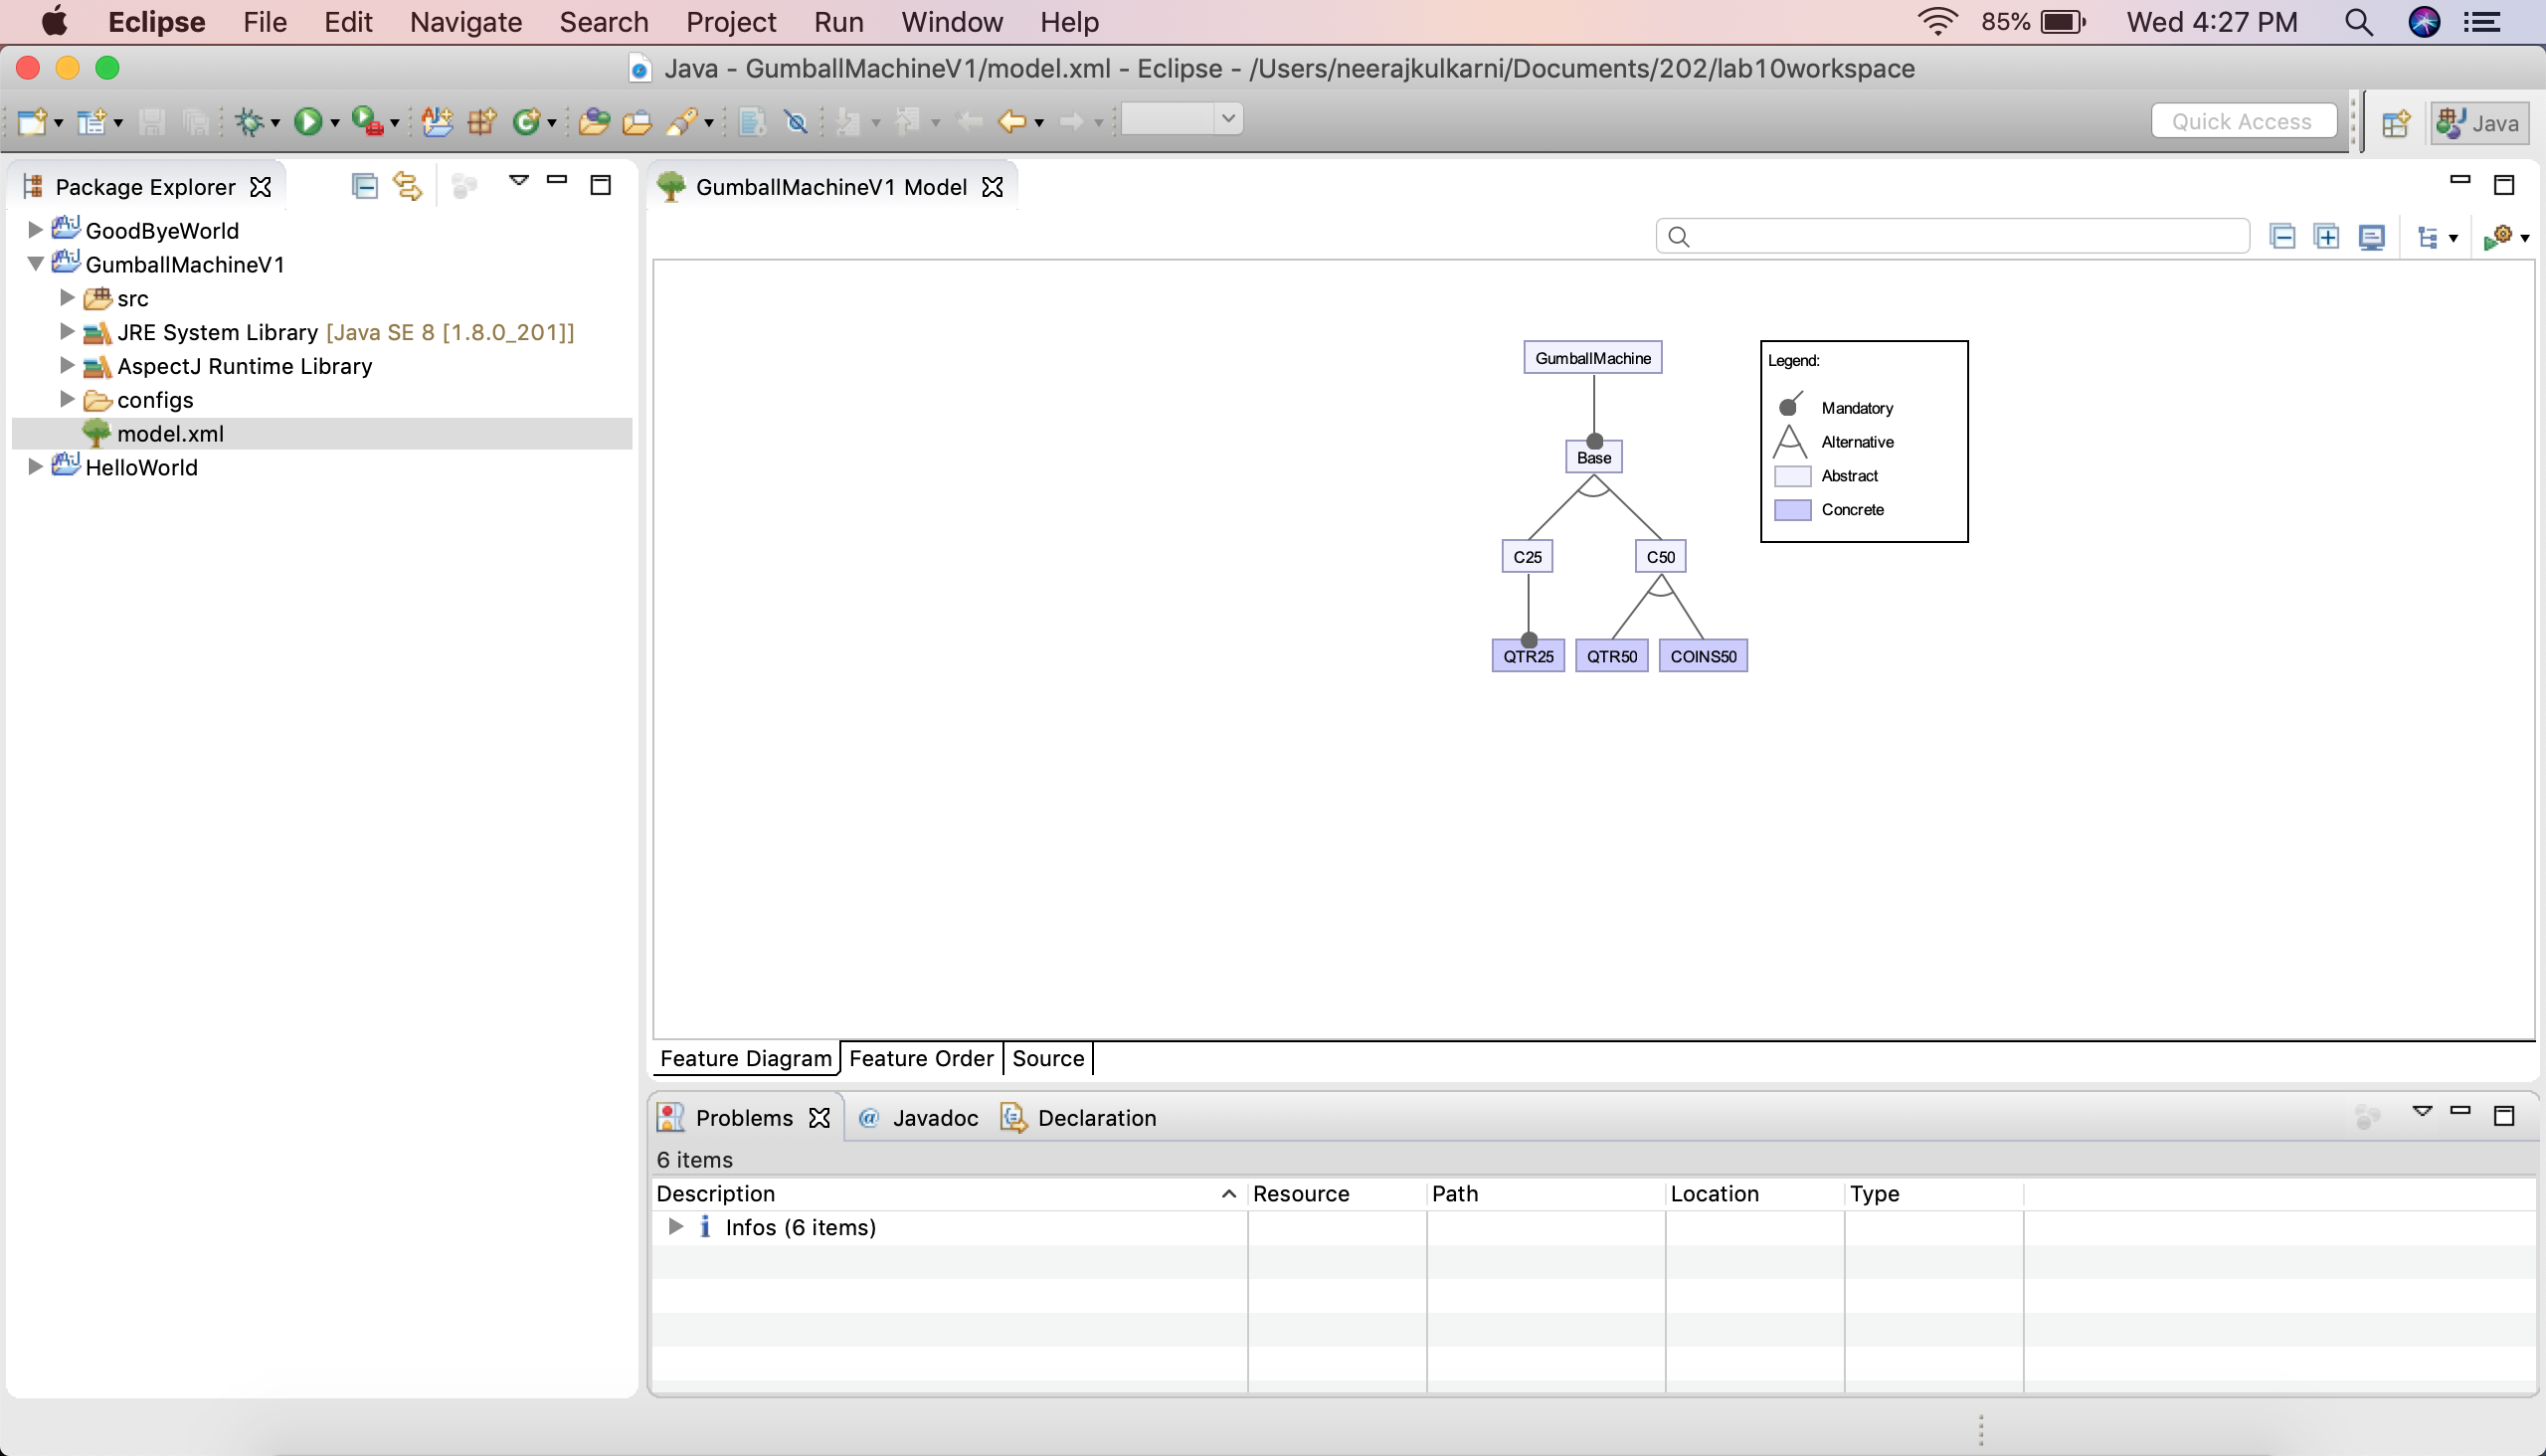 Eclipse File Edit Navigate Search Project Run Window Help 85% Wed 4:27 PM
Java - GumballMachineV1/model.xml - Eclipse - /Users/neerajkulkarni/Documents/202/lab10workspace
Quick Access Java
Package Explorer
GoodByeWorld
GumballMachineV1
src
JRE System Library [Java SE 8 [1.8.0_201]]
AspectJ Runtime Library
configs
model.xml
HelloWorld
GumballMachineV1 Model
GumballMachine
Base
C25 C50
QTR25 QTR50 COINS50
Legend:
Mandatory
Alternative
Abstract
Concrete
Feature Diagram Feature Order Source
Problems @ Javadoc Declaration
6 items
Description Resource Path Location Type
i Infos (6 items)